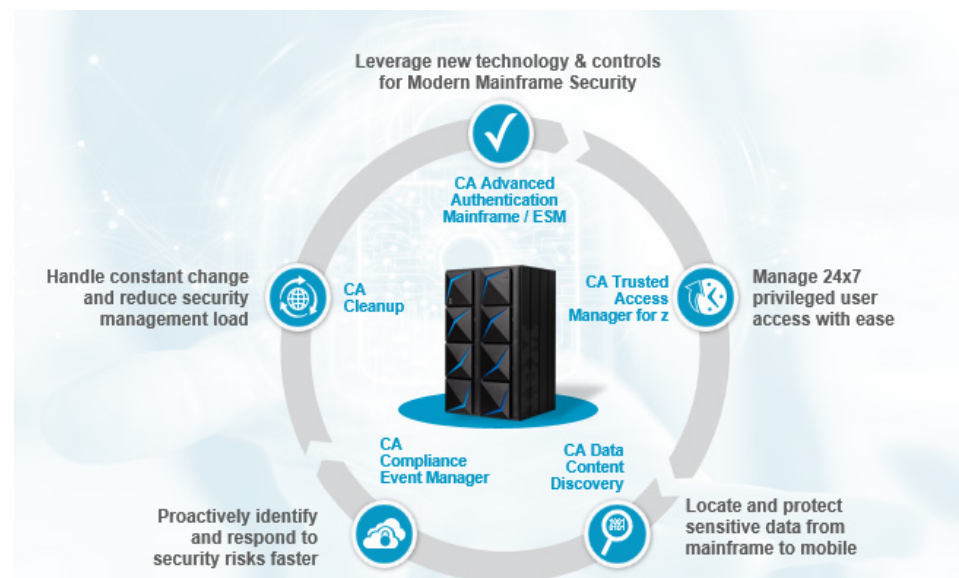 Leverage new technology & controls
for Modern Mainframe Security
CA Advanced
Authentication
Mainframe / ESM
Handle constant change
and reduce security
management load
CA
Cleanup
CA Trusted
Access
Manager for z
Manage 24x7
privileged user
access with ease
CA
Compliance
Event Manager
CA Data
Content
Discovery
Proactively identify
and respond to
security risks faster
Locate and protect
sensitive data from
mainframe to mobile